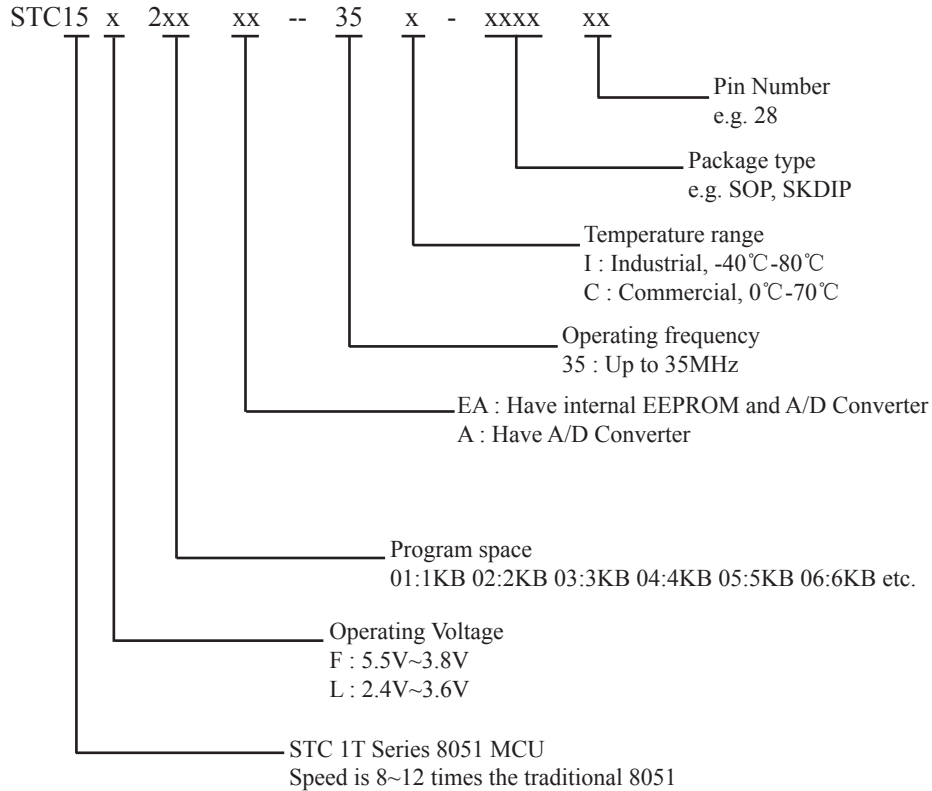 STC15 x 2xx xx -- 35 x - xxxx xx
Pin Number
e.g. 28
Package type
e.g. SOP, SKDIP
Temperature range
I : Industrial, -40℃-80℃
C : Commercial, 0℃-70℃
Operating frequency
35 : Up to 35MHz
EA : Have internal EEPROM and A/D Converter
A : Have A/D Converter
Program space
01:1KB 02:2KB 03:3KB 04:4KB 05:5KB 06:6KB etc.
Operating Voltage
F : 5.5V~3.8V
L : 2.4V~3.6V
STC 1T Series 8051 MCU
Speed is 8~12 times the traditional 8051